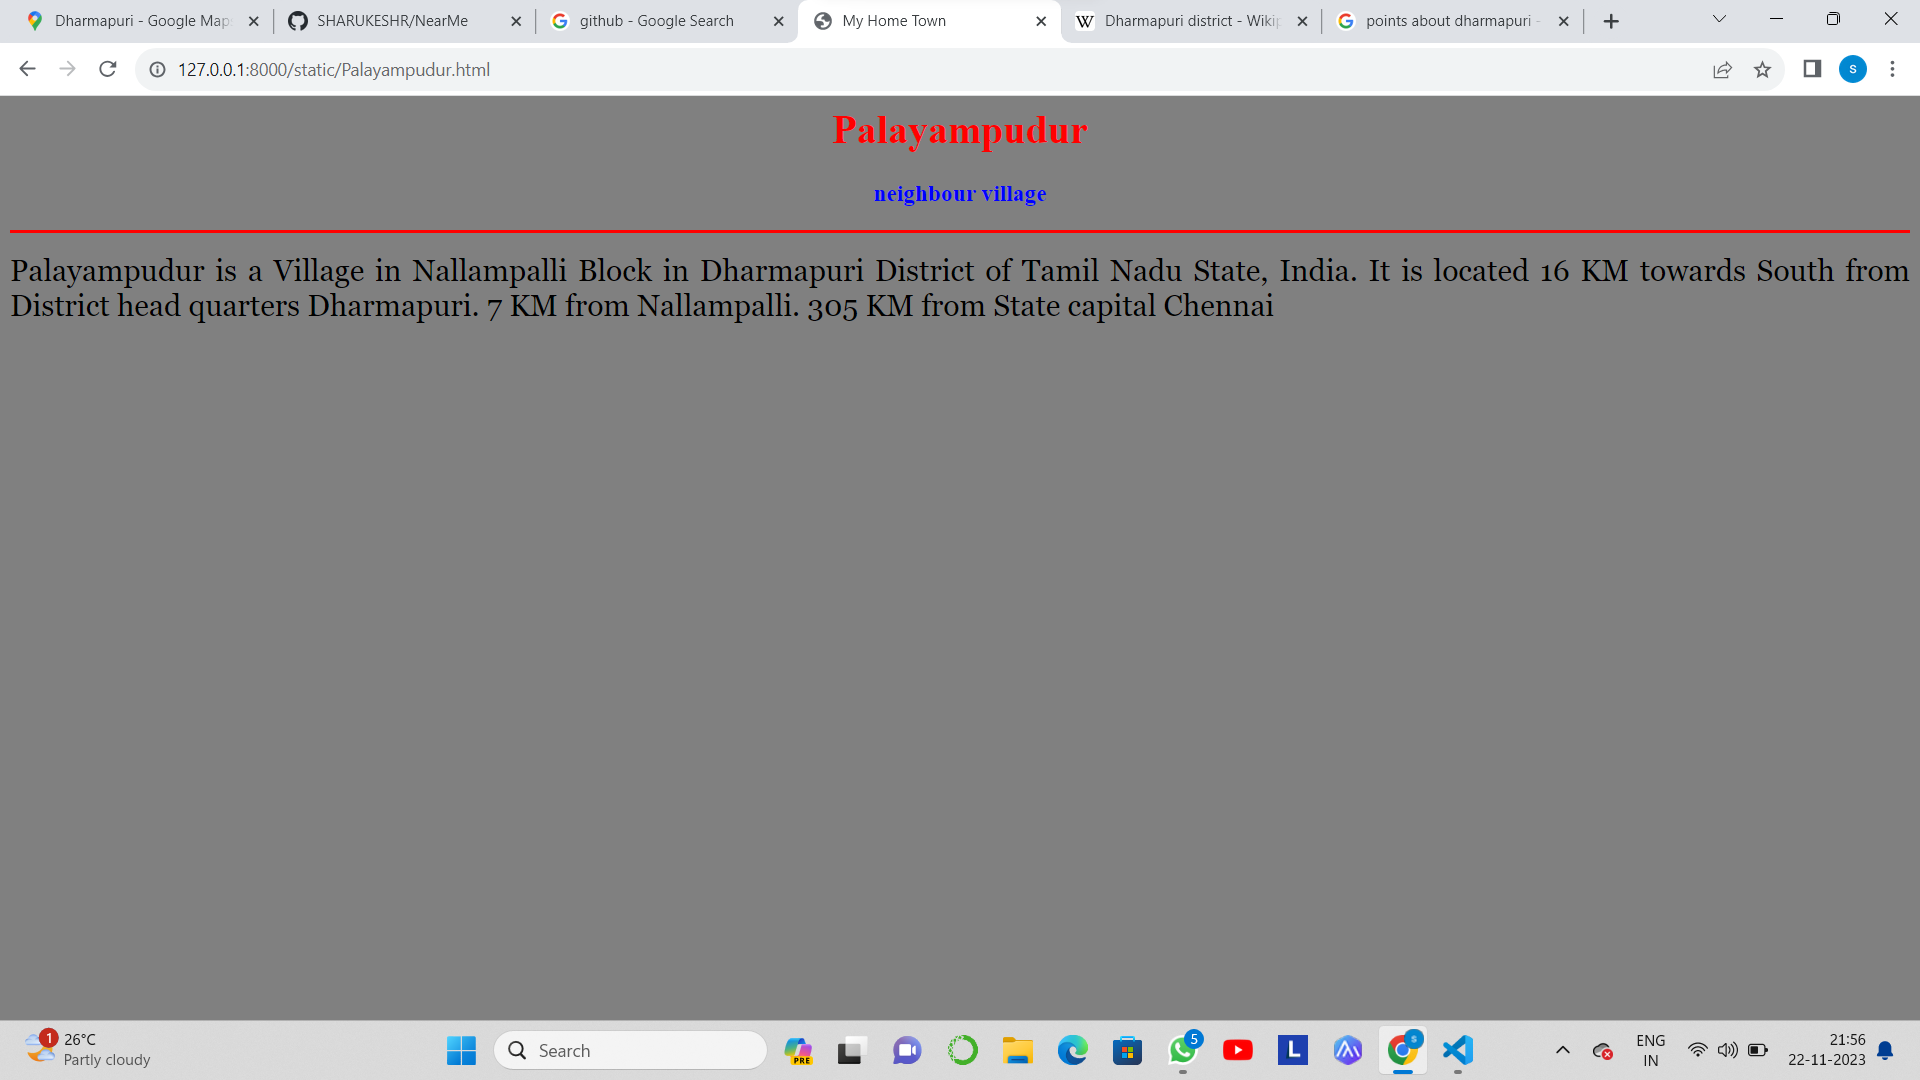 Dharmapuri - Google Map
SHARUKESHR/NearMe
github - Google Search
My Home Town
Dharmapuri district - Wiki
points about dharmapuri -
127.0.0.1:8000/static/Palayampudur.html
s
Palayampudur
neighbour village
Palayampudur is a Village in Nallampalli Block in Dharmapuri District of Tamil Nadu State, India. It is located 16 KM towards South from
District head quarters Dharmapuri. 7 KM from Nallampalli. 305 KM from State capital Chennai
1
26°C
Partly cloudy
Search
PRE
5
L
s
ENG
IN
21:56
22-11-2023